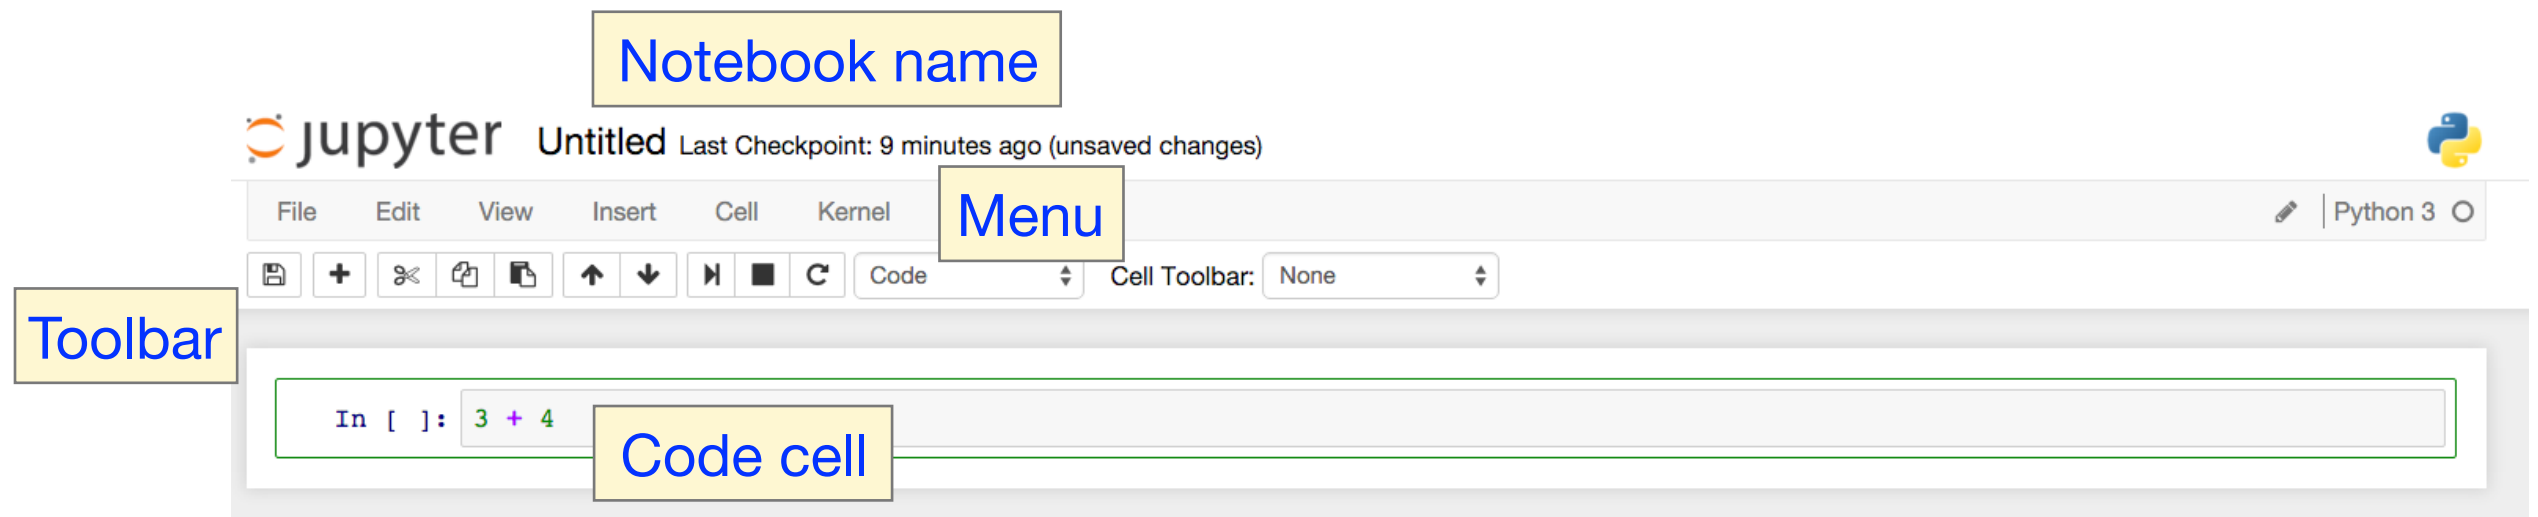 Notebook name
jupyter Untitled Last Checkpoint: 9 minutes ago (unsaved changes)
File Edit View Insert Cell Kernel Menu Python 3
Code Cell Toolbar: None
Toolbar
In [ ]: 3 + 4
Code cell